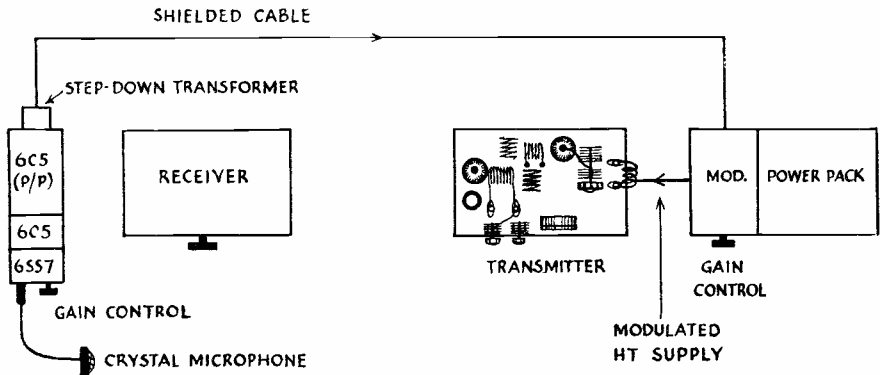 SHIELDED CABLE
STEP-DOWN TRANSFORMER
6C5
(P/P)
6C5
6SS7
GAIN CONTROL
CRYSTAL MICROPHONE
RECEIVER
TRANSMITTER
MOD.
POWER PACK
GAIN
CONTROL
MODULATED
HT SUPPLY